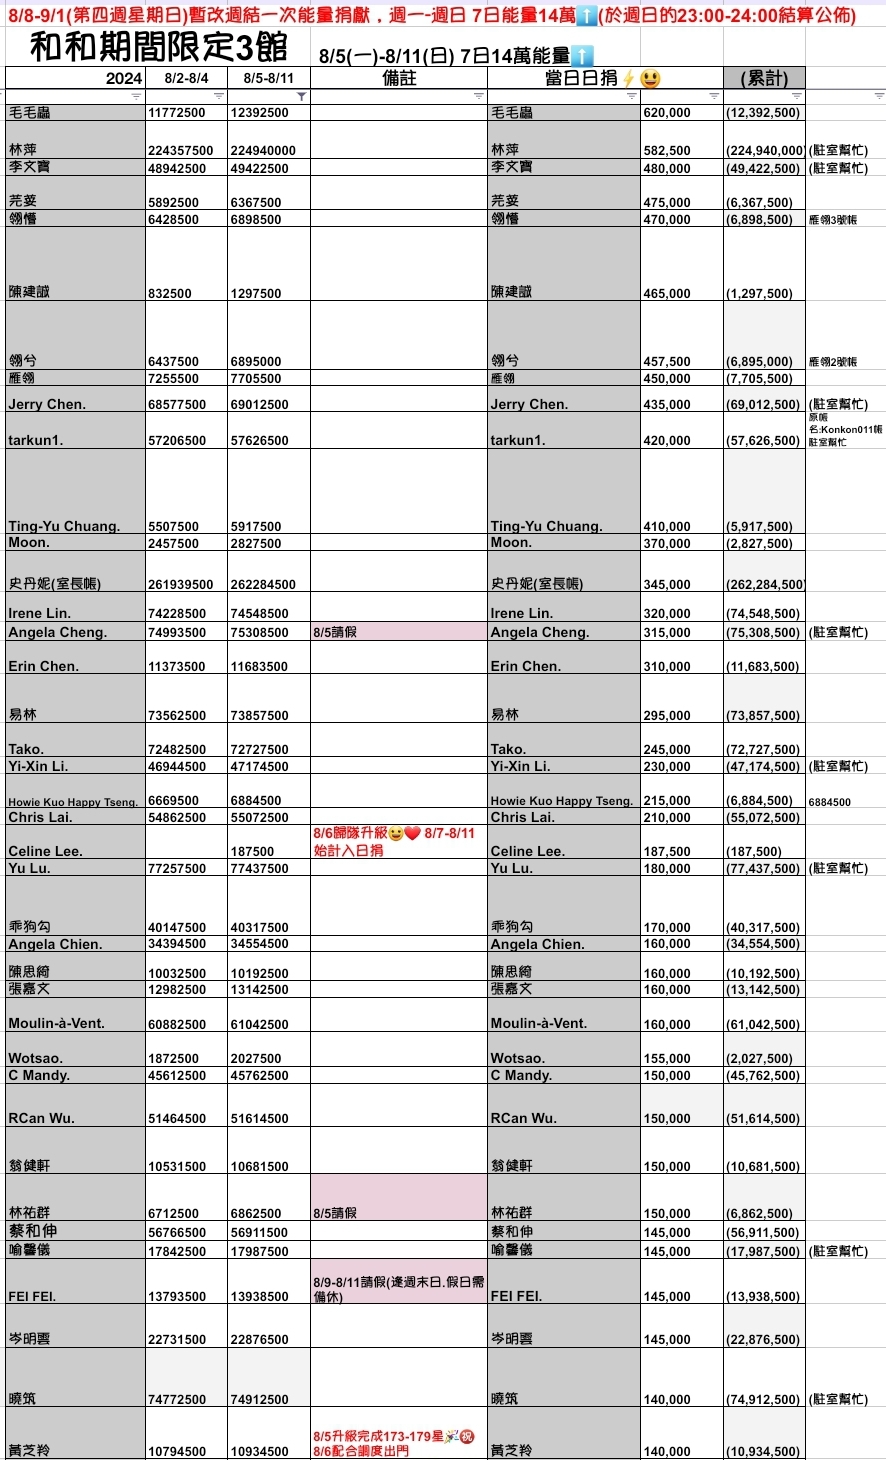 8/8-9/1(第四週星期日)暫改週結一次能量捐獻，週一-週日 7日能量14萬⬆️(於週日的23:00-24:00結算公佈)
和和期間限定3館 8/5(一)-8/11(日) 7日14萬能量⬆️
2024 8/2-8/4 8/5-8/11 備註 當日日捐⚡😃 (累計)
毛毛蟲 11772500 12392500 毛毛蟲 620,000 (12,392,500)
林萍 224357500 224940000 林萍 582,500 (224,940,000) (駐室幫忙)
李文寶 48942500 49422500 李文寶 480,000 (49,422,500) (駐室幫忙)
芫荽 5892500 6367500 芫荽 475,000 (6,367,500)
翎懵 6428500 6898500 翎懵 470,000 (6,898,500) 雁翎3號帳
陳建誠 832500 1297500 陳建誠 465,000 (1,297,500)
翎兮 6437500 6895000 翎兮 457,500 (6,895,000) 雁翎2號帳
雁翎 7255500 7705500 雁翎 450,000 (7,705,500)
Jerry Chen. 68577500 69012500 Jerry Chen. 435,000 (69,012,500) (駐室幫忙)
tarkun1. 57206500 57626500 tarkun1. 420,000 (57,626,500) 原帳
名:Konkon011帳
駐室幫忙
Ting-Yu Chuang. 5507500 5917500 Ting-Yu Chuang. 410,000 (5,917,500)
Moon. 2457500 2827500 Moon. 370,000 (2,827,500)
史丹妮(室長帳) 261939500 262284500 史丹妮(室長帳) 345,000 (262,284,500)
Irene Lin. 74228500 74548500 Irene Lin. 320,000 (74,548,500)
Angela Cheng. 74993500 75308500 8/5請假 Angela Cheng. 315,000 (75,308,500) (駐室幫忙)
Erin Chen. 11373500 11683500 Erin Chen. 310,000 (11,683,500)
易林 73562500 73857500 易林 295,000 (73,857,500)
Tako. 72482500 72727500 Tako. 245,000 (72,727,500)
Yi-Xin Li. 46944500 47174500 Yi-Xin Li. 230,000 (47,174,500) (駐室幫忙)
Howie Kuo Happy Tseng. 6669500 6884500 Howie Kuo Happy Tseng. 215,000 (6,884,500) 6884500
Chris Lai. 54862500 55072500 Chris Lai. 210,000 (55,072,500)
8/6歸隊升級😃❤️ 8/7-8/11
Celine Lee. 187500 始計入日捐 Celine Lee. 187,500 (187,500)
Yu Lu. 77257500 77437500 Yu Lu. 180,000 (77,437,500) (駐室幫忙)
乖狗勾 40147500 40317500 乖狗勾 170,000 (40,317,500)
Angela Chien. 34394500 34554500 Angela Chien. 160,000 (34,554,500)
陳思綺 10032500 10192500 陳思綺 160,000 (10,192,500)
張嘉文 12982500 13142500 張嘉文 160,000 (13,142,500)
Moulin-à-Vent. 60882500 61042500 Moulin-à-Vent. 160,000 (61,042,500)
Wotsao. 1872500 2027500 Wotsao. 155,000 (2,027,500)
C Mandy. 45612500 45762500 C Mandy. 150,000 (45,762,500)
RCan Wu. 51464500 51614500 RCan Wu. 150,000 (51,614,500)
翁健軒 10531500 10681500 翁健軒 150,000 (10,681,500)
林祐群 6712500 6862500 8/5請假 林祐群 150,000 (6,862,500)
蔡和伸 56766500 56911500 蔡和伸 145,000 (56,911,500)
喻馨儀 17842500 17987500 喻馨儀 145,000 (17,987,500) (駐室幫忙)
8/9-8/11請假(逢週末日.假日需
FEI FEI. 13793500 13938500 備休) FEI FEI. 145,000 (13,938,500)
岑明雲 22731500 22876500 岑明雲 145,000 (22,876,500)
曉筑 74772500 74912500 曉筑 140,000 (74,912,500) (駐室幫忙)
8/5升級完成173-179星🎉㊗️
黃芝羚 10794500 10934500 8/6配合調度出門 黃芝羚 140,000 (10,934,500)